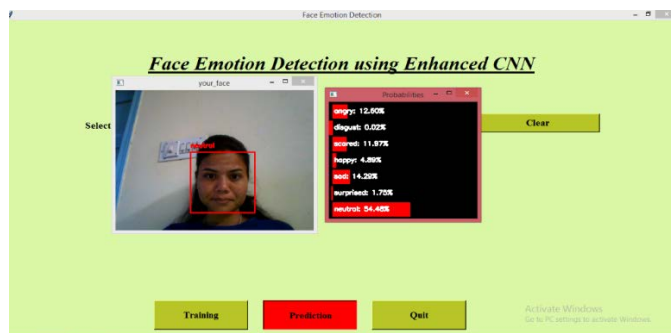 Face Emotion Detection
Face Emotion Detection using Enhanced CNN
your_face
Probabilities
Select
Neutral
angry: 12.60%
disgust: 0.02%
scared: 11.97%
happy: 4.89%
sad: 14.29%
surprised: 1.75%
neutral: 54.48%
Clear
Training
Prediction
Quit
Activate Windows
Go to PC settings to activate Windows.